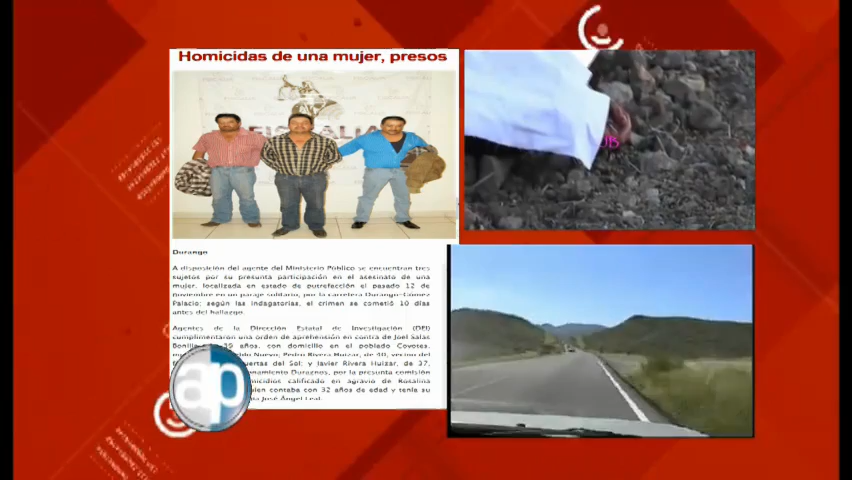 Homicidas de una mujer, presos
FISCALIA
Durango
A disposición del agente del Ministerio Público se encuentran tres
sujetos por su presunta participación en el asesinato de una
mujer, localizada en estado de putrefacción el pasado 12 de
Noviembre en un paraje solitario, por la carretera Durango-Gómez
Palacio; según las indagatorias, el crimen se cometió 10 días
antes del hallazgo.
Agentes de la Dirección Estatal de Investigación (DEI)
cumplimentaron una orden de aprehensión en contra de Joel Salas
Bonilla de 39 años, con domicilio en el poblado Coyotes,
Nuevo, Pedro Rivera Huizar, de 40, vecino del
Puertas del Sol; y Javier Rivera Huizar, de 37,
Duraznos, por la presunta comisión
calificado en agravio de Rosalina
contaba con 32 años de edad y tenía su
José Ángel Leal.
ap